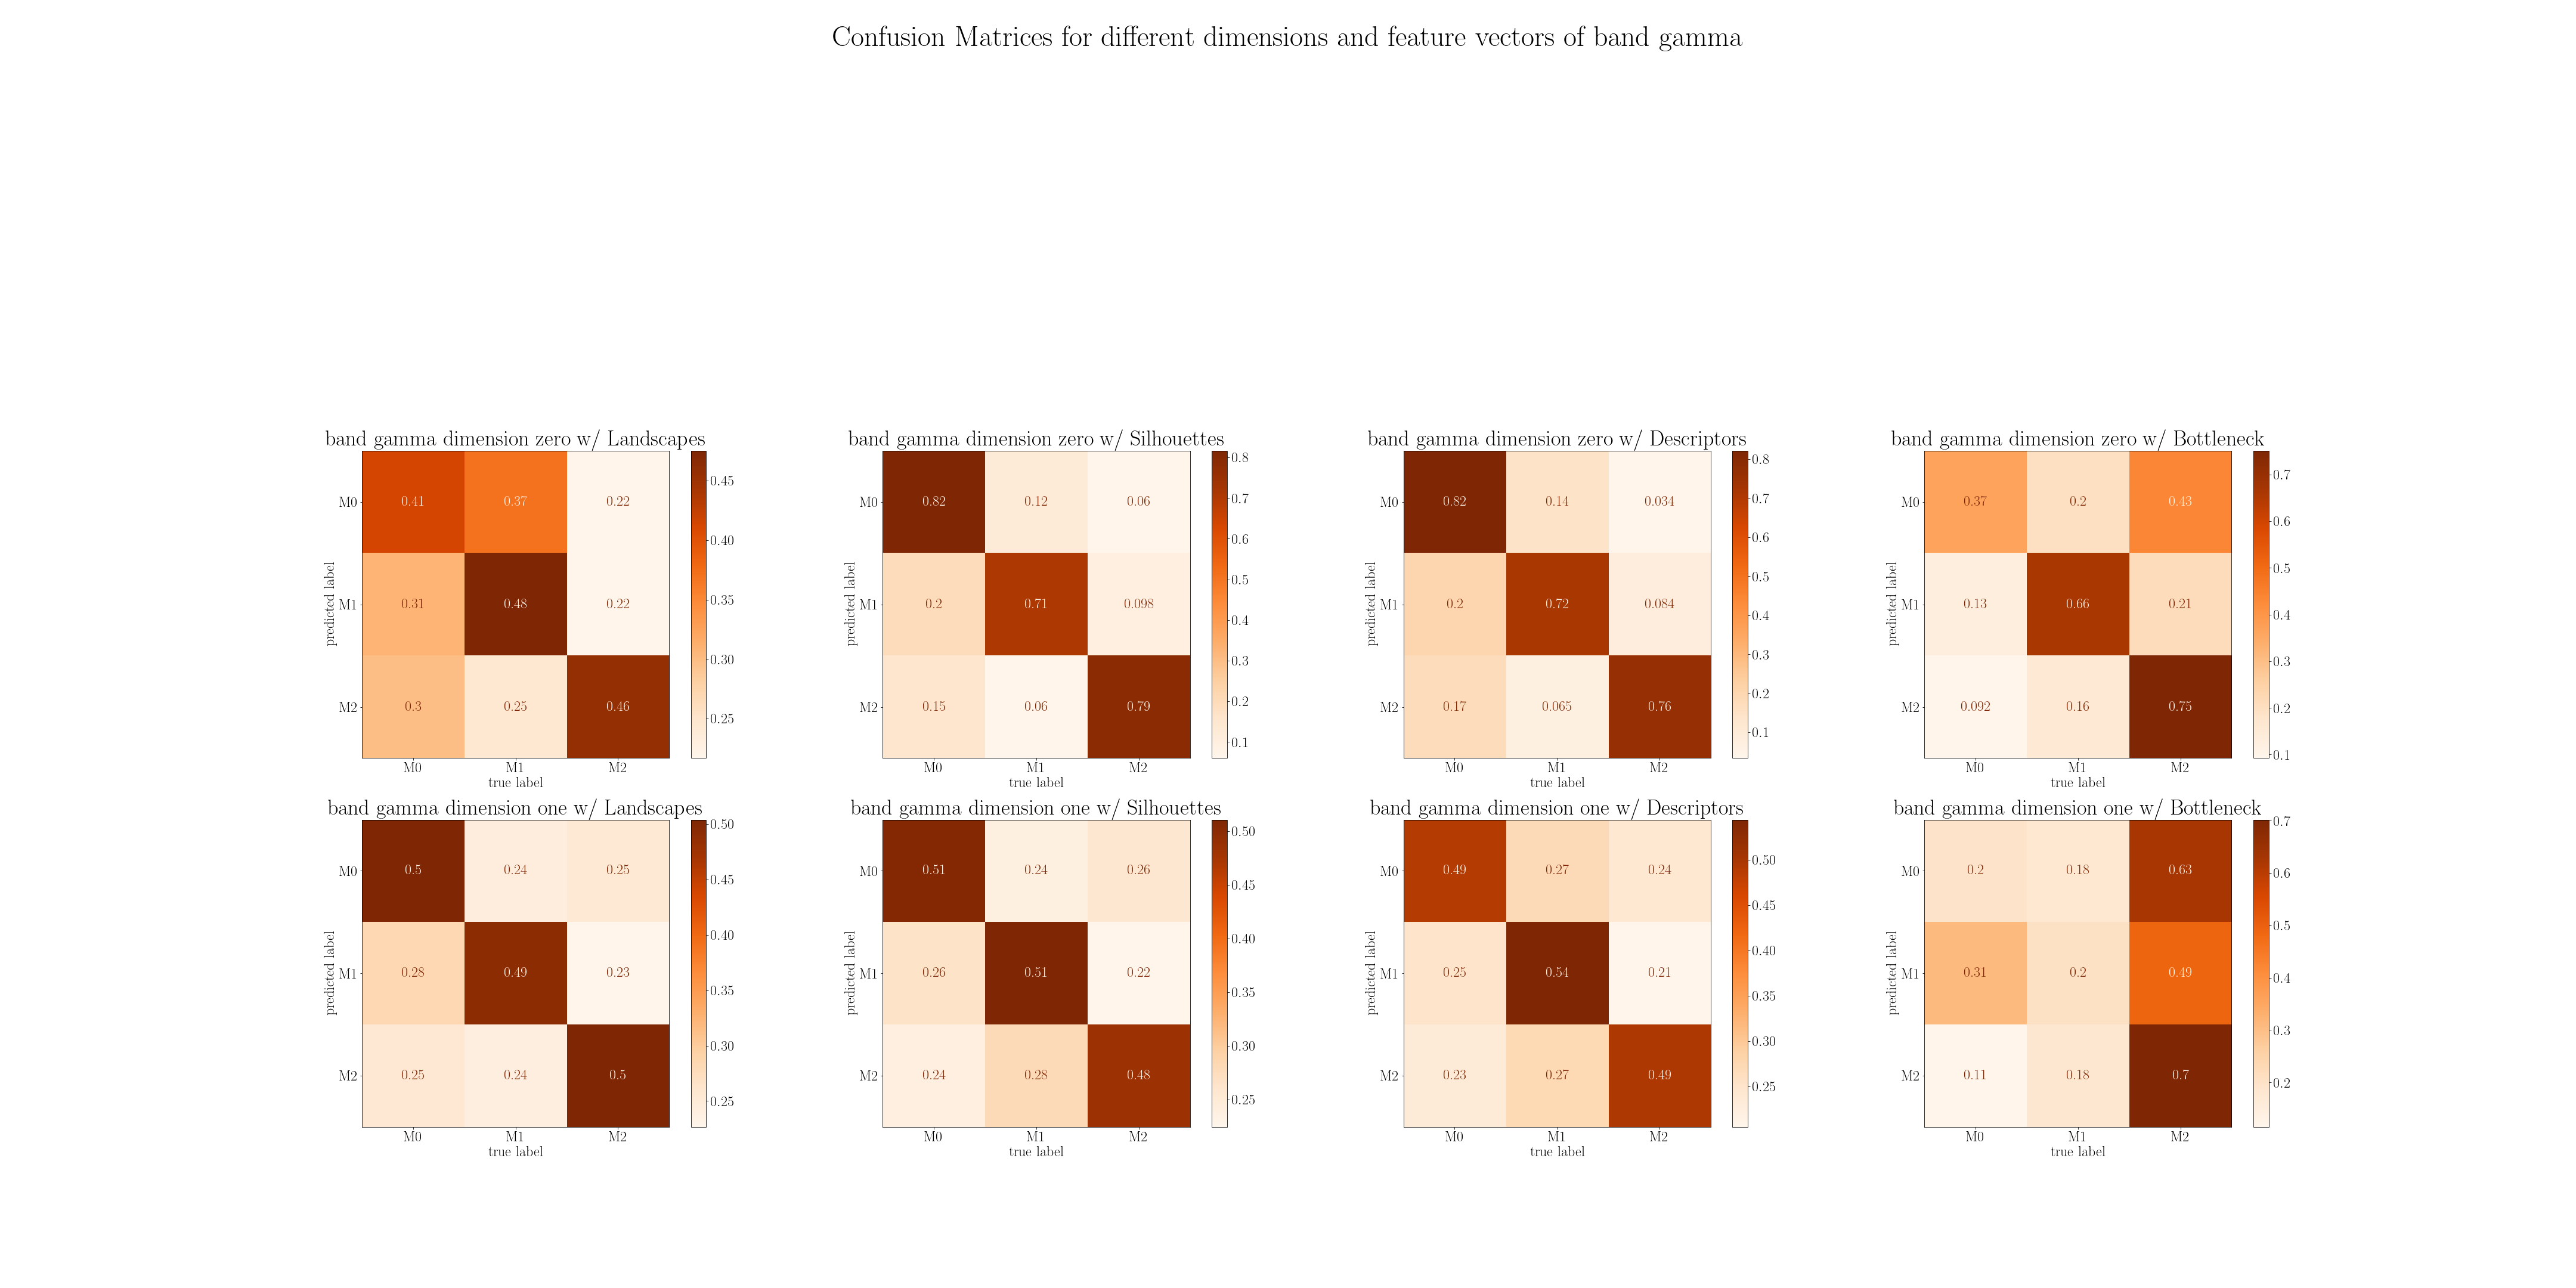 Confusion Matrices for different dimensions and feature vectors of band gamma
band gamma dimension zero w/ Landscapes
predicted label
M0 0.41 0.37 0.22
M1 0.31 0.48 0.22
M2 0.3 0.25 0.46
M0 M1 M2
true label
0.45
0.40
0.35
0.30
0.25
band gamma dimension zero w/ Silhouettes
predicted label
M0 0.82 0.12 0.06
M1 0.2 0.71 0.098
M2 0.15 0.06 0.79
M0 M1 M2
true label
0.8
0.7
0.6
0.5
0.4
0.3
0.2
0.1
band gamma dimension zero w/ Descriptors
predicted label
M0 0.82 0.14 0.034
M1 0.2 0.72 0.084
M2 0.17 0.065 0.76
M0 M1 M2
true label
0.8
0.7
0.6
0.5
0.4
0.3
0.2
0.1
band gamma dimension zero w/ Bottleneck
predicted label
M0 0.37 0.2 0.43
M1 0.13 0.66 0.21
M2 0.092 0.16 0.75
M0 M1 M2
true label
0.7
0.6
0.5
0.4
0.3
0.2
0.1
band gamma dimension one w/ Landscapes
predicted label
M0 0.5 0.24 0.25
M1 0.28 0.49 0.23
M2 0.25 0.24 0.5
M0 M1 M2
true label
0.50
0.45
0.40
0.35
0.30
0.25
band gamma dimension one w/ Silhouettes
predicted label
M0 0.51 0.24 0.26
M1 0.26 0.51 0.22
M2 0.24 0.28 0.48
M0 M1 M2
true label
0.50
0.45
0.40
0.35
0.30
0.25
band gamma dimension one w/ Descriptors
predicted label
M0 0.49 0.27 0.24
M1 0.25 0.54 0.21
M2 0.23 0.27 0.49
M0 M1 M2
true label
0.50
0.45
0.40
0.35
0.30
0.25
band gamma dimension one w/ Bottleneck
predicted label
M0 0.2 0.18 0.63
M1 0.31 0.2 0.49
M2 0.11 0.18 0.7
M0 M1 M2
true label
0.7
0.6
0.5
0.4
0.3
0.2